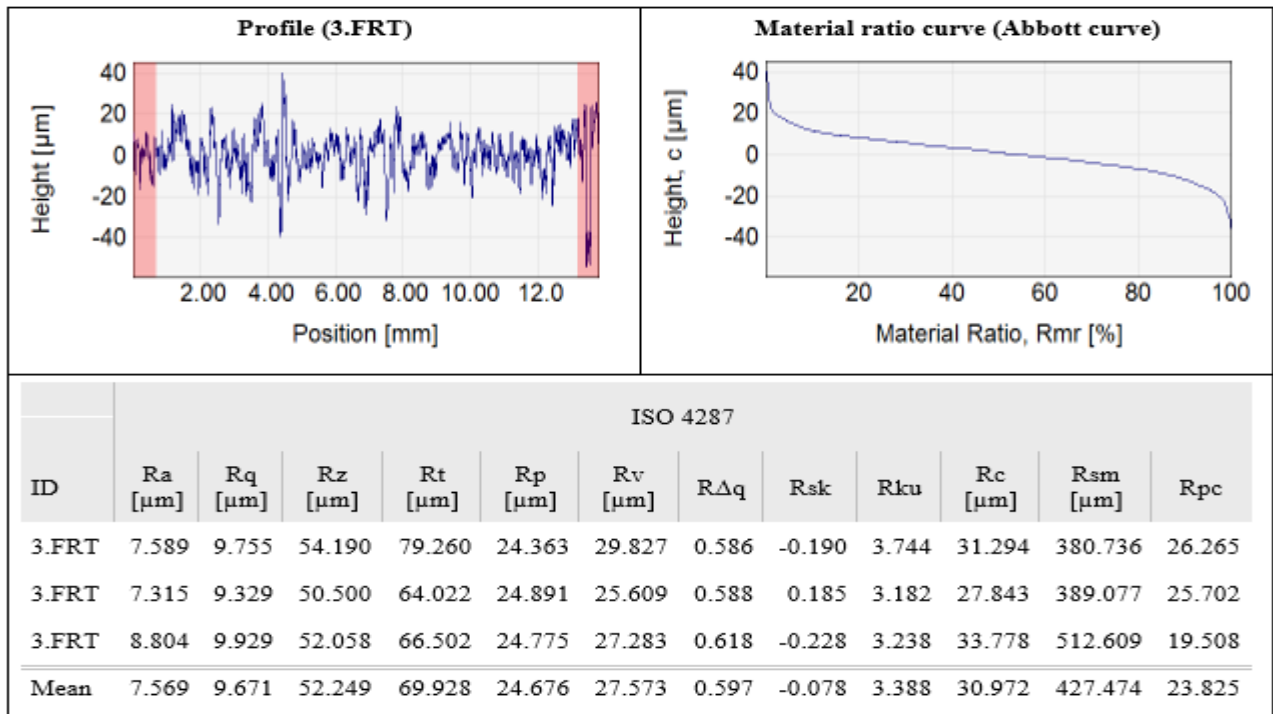 Profile (3.FRT)
40
20
0
-20
-40
Height [µm]
2.00 4.00 6.00 8.00 10.00 12.0
Position [mm]
Material ratio curve (Abbott curve)
40
20
0
-20
-40
Height, c [µm]
20 40 60 80 100
Material Ratio, Rmr [%]
ISO 4287
ID Ra [µm] Rq [µm] Rz [µm] Rt [µm] Rp [µm] Rv [µm] RΔq Rsk Rku Rc [µm] Rsm [µm] Rpc
3.FRT 7.589 9.755 54.190 79.260 24.363 29.827 0.586 -0.190 3.744 31.294 380.736 26.265
3.FRT 7.315 9.329 50.500 64.022 24.891 25.609 0.588 0.185 3.182 27.843 389.077 25.702
3.FRT 8.804 9.929 52.058 66.502 24.775 27.283 0.618 -0.228 3.238 33.778 512.609 19.508
Mean 7.569 9.671 52.249 69.928 24.676 27.573 0.597 -0.078 3.388 30.972 427.474 23.825